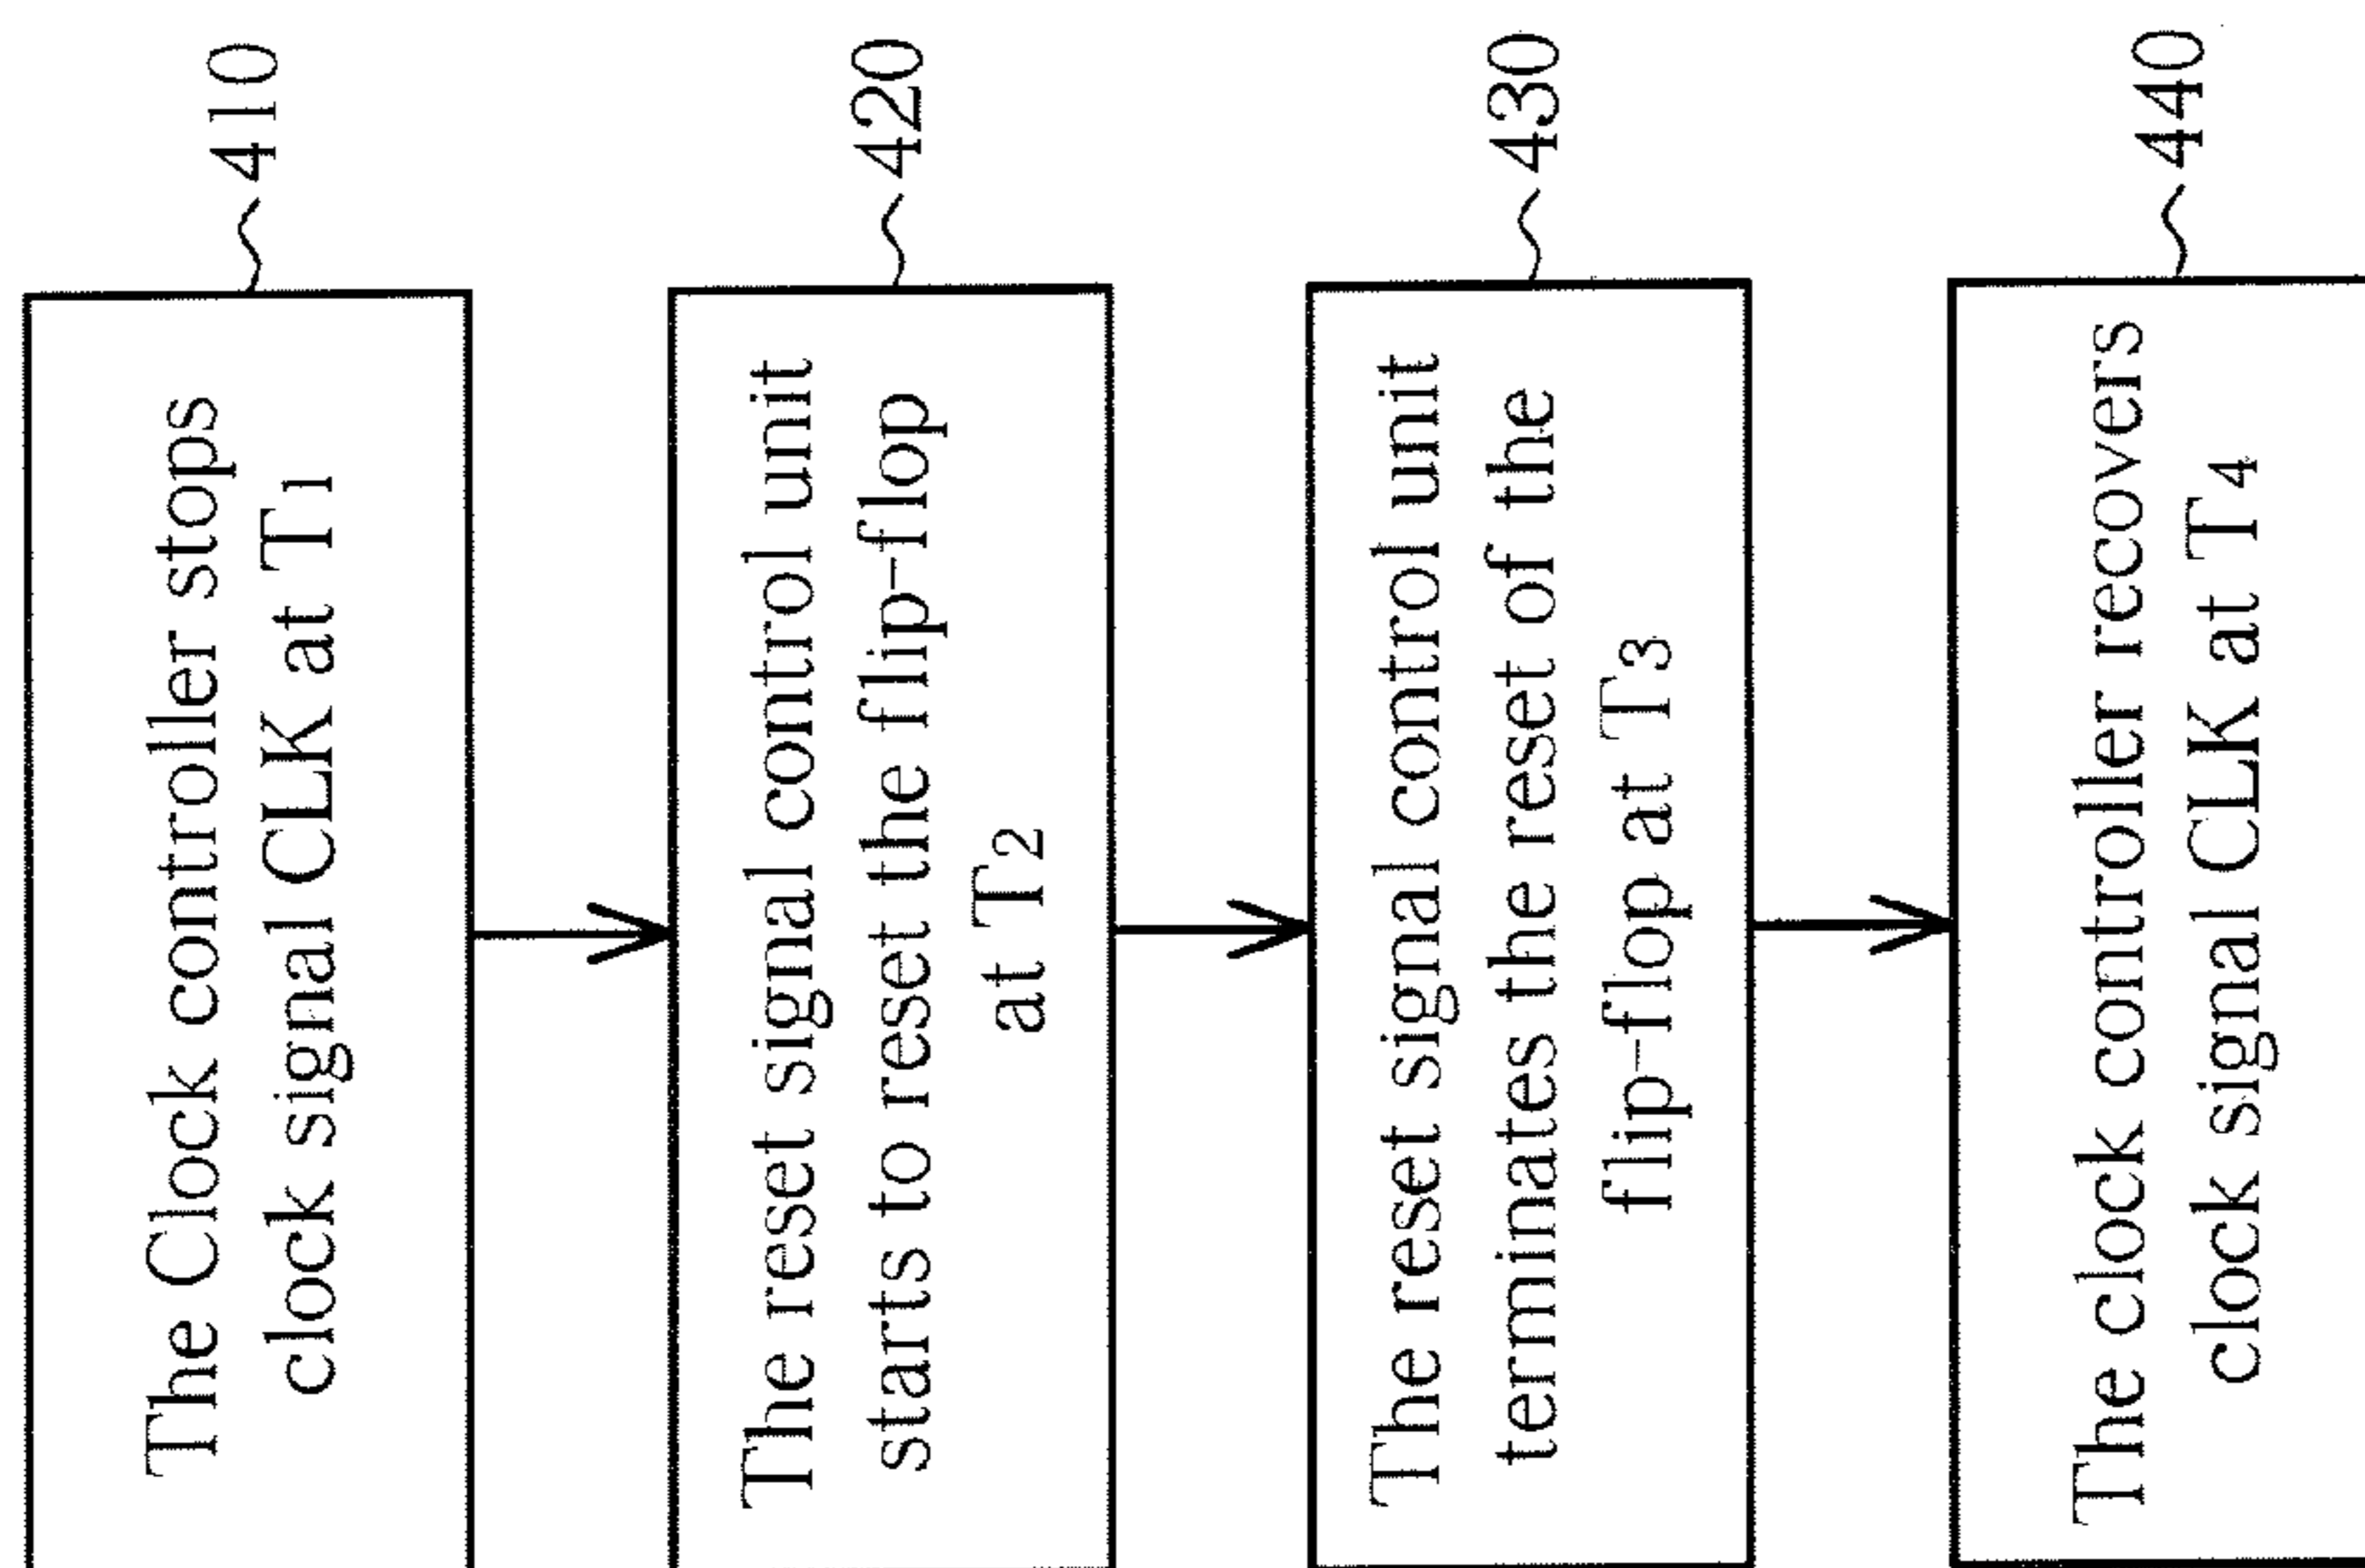 The Clock controller stops
clock signal CLK at T1
410
The reset signal control unit
starts to reset the flip-flop
at T2
420
The reset signal control unit
terminates the reset of the
flip-flop at T3
430
The clock controller recovers
clock signal CLK at T4
440